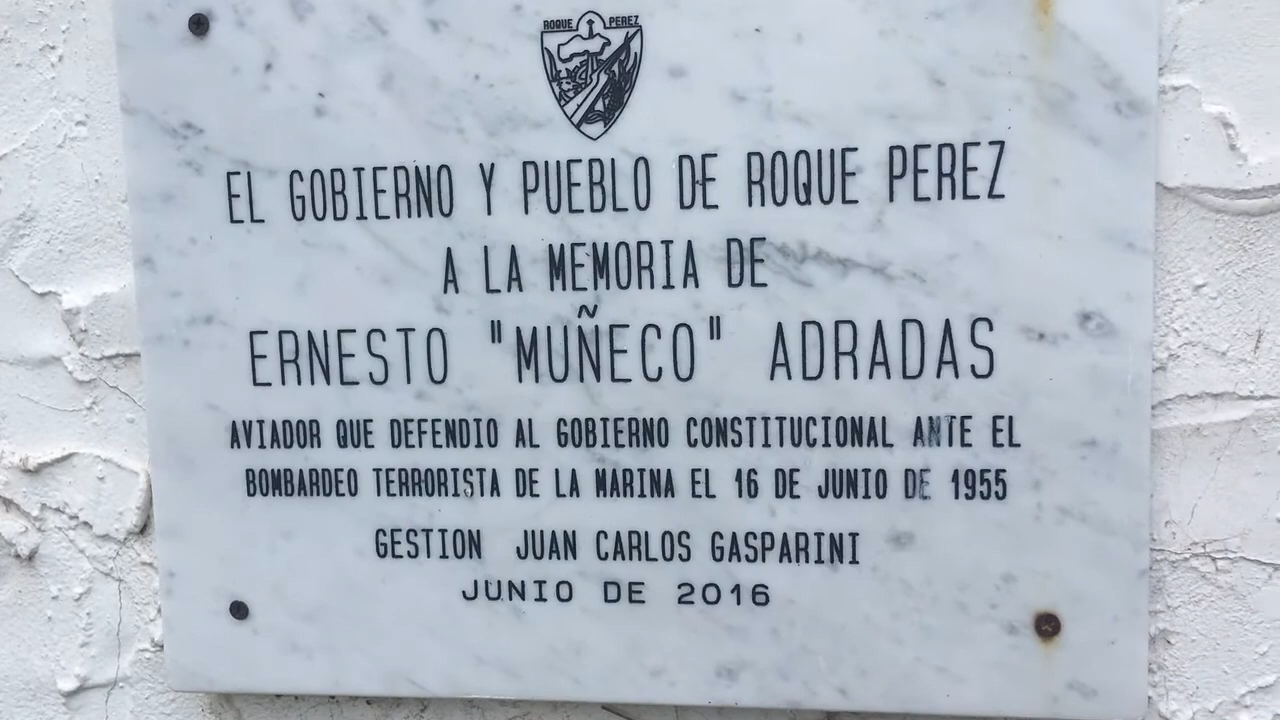 ROQUE PEREZ
EL GOBIERNO Y PUEBLO DE ROQUE PEREZ
A LA MEMORIA DE
ERNESTO "MUÑECO" ADRADAS
AVIADOR QUE DEFENDIO AL GOBIERNO CONSTITUCIONAL ANTE EL
BOMBARDEO TERRORISTA DE LA MARINA EL 16 DE JUNIO DE 1955
GESTION JUAN CARLOS GASPARINI
JUNIO DE 2016